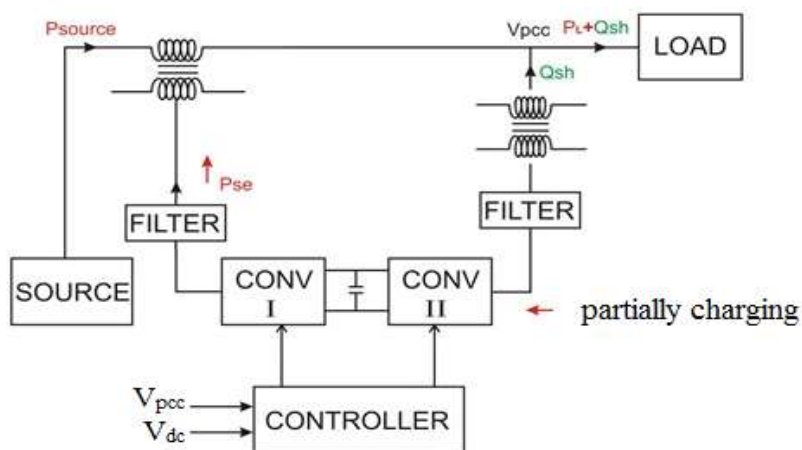 Psource
Vpcc
PL+Qsh
LOAD
Qsh
Pse
FILTER
FILTER
SOURCE
CONV
I
CONV
II
partially charging
Vpcc
Vdc
CONTROLLER